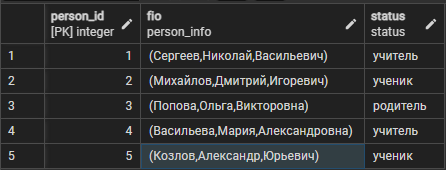 person_id fio status
[PK] integer person_info status
1 1 (Сергеев,Николай,Васильевич) учитель
2 2 (Михайлов,Дмитрий,Игоревич) ученик
3 3 (Попова,Ольга,Викторовна) родитель
4 4 (Васильева,Мария,Александровна) учитель
5 5 (Козлов,Александр,Юрьевич) ученик